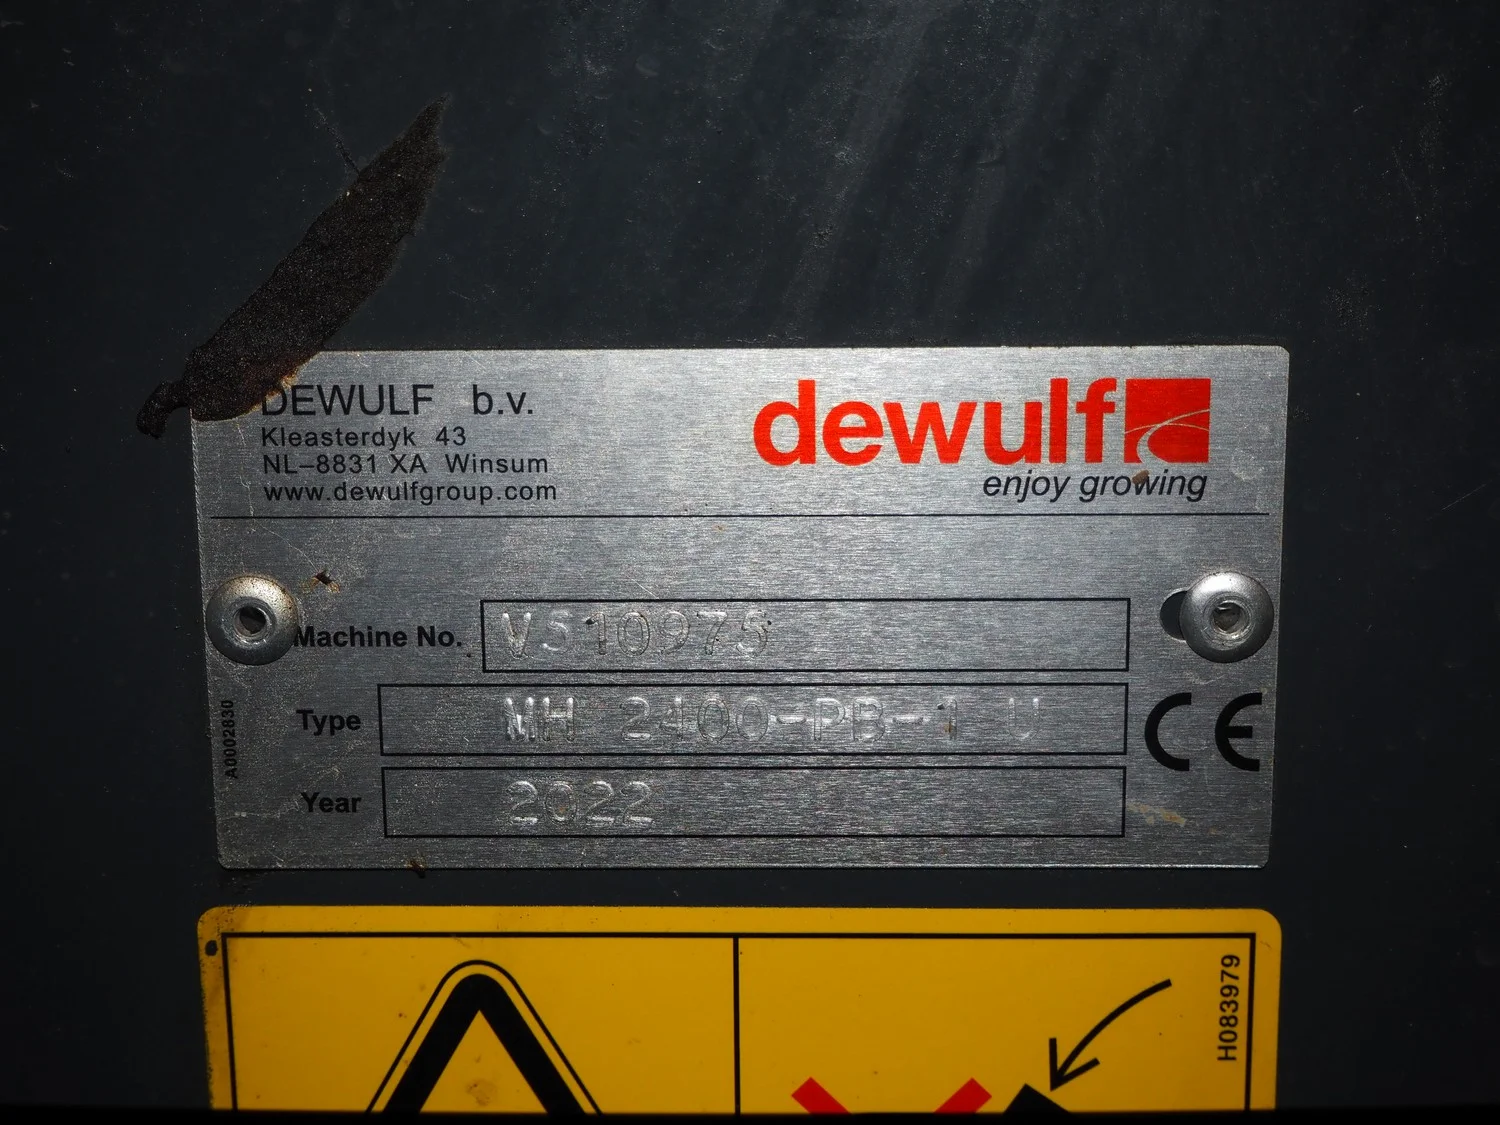 DEWULF b.v.
Kleasterdyk 43
NL–8831 XA Winsum
www.dewulfgroup.com
dewulf
enjoy growing
Machine No. V510975
Type MH 2400-PB-1 U
Year 2022
A0002830
CE
H083979